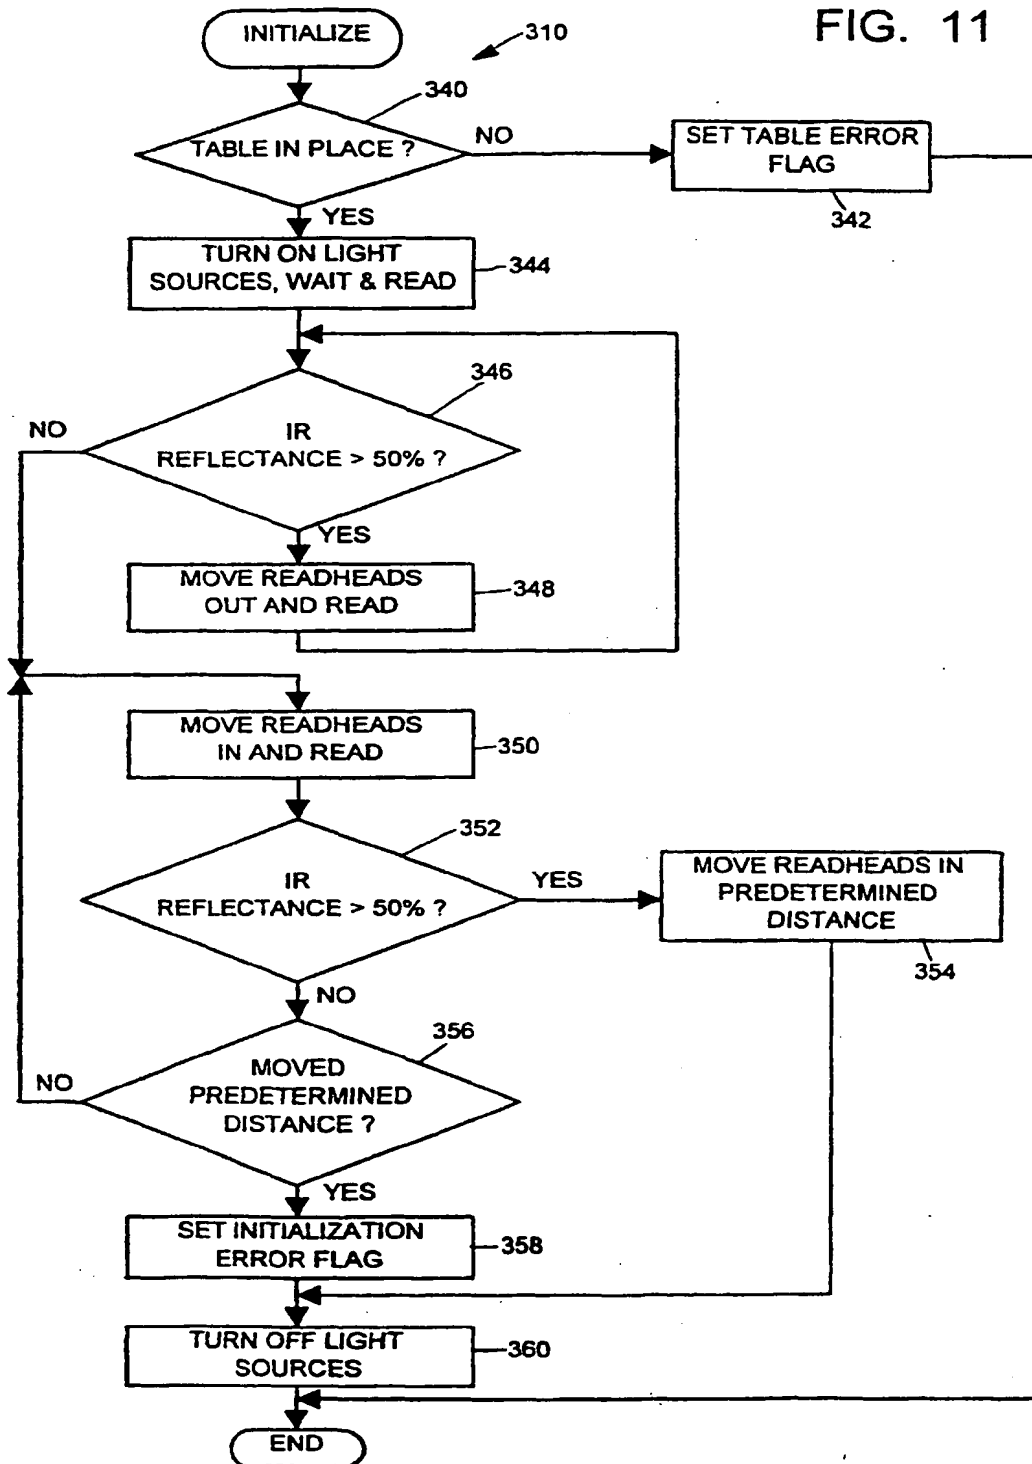 FIG. 11
INITIALIZE
310
340
TABLE IN PLACE ?
NO
SET TABLE ERROR
FLAG
342
YES
TURN ON LIGHT
SOURCES, WAIT & READ
344
346
NO
IR
REFLECTANCE > 50% ?
YES
MOVE READHEADS
OUT AND READ
348
MOVE READHEADS
IN AND READ
350
352
IR
REFLECTANCE > 50% ?
YES
MOVE READHEADS IN
PREDETERMINED
DISTANCE
354
NO
356
NO
MOVED
PREDETERMINED
DISTANCE ?
YES
SET INITIALIZATION
ERROR FLAG
358
TURN OFF LIGHT
SOURCES
360
END